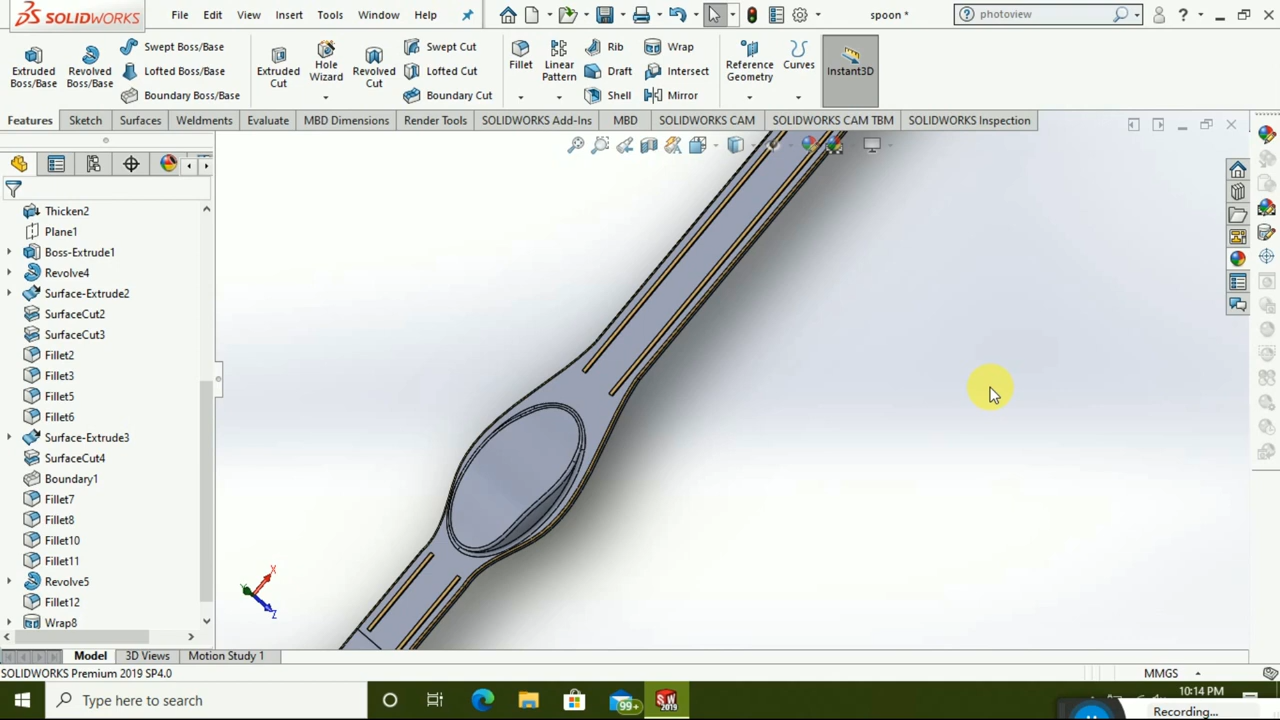 SOLIDWORKS File Edit View Insert Tools Window Help spoon * photoview
Extruded Boss/Base Revolved Boss/Base Swept Boss/Base Extruded Cut Hole Wizard Revolved Cut Swept Cut Fillet Linear Pattern Rib Wrap Reference Geometry Curves Instant3D
Lofted Boss/Base Lofted Cut Draft Intersect
Boundary Boss/Base Boundary Cut Shell Mirror
Features Sketch Surfaces Weldments Evaluate MBD Dimensions Render Tools SOLIDWORKS Add-Ins MBD SOLIDWORKS CAM SOLIDWORKS CAM TBM SOLIDWORKS Inspection
Thicken2
Plane1
Boss-Extrude1
Revolve4
Surface-Extrude2
SurfaceCut2
SurfaceCut3
Fillet2
Fillet3
Fillet5
Fillet6
Surface-Extrude3
SurfaceCut4
Boundary1
Fillet7
Fillet8
Fillet10
Fillet11
Revolve5
Fillet12
Wrap8
X
Y
Z
Model 3D Views Motion Study 1
SOLIDWORKS Premium 2019 SP4.0 MMGS
Type here to search 99+ SW 2019 10:14 PM
Recording...